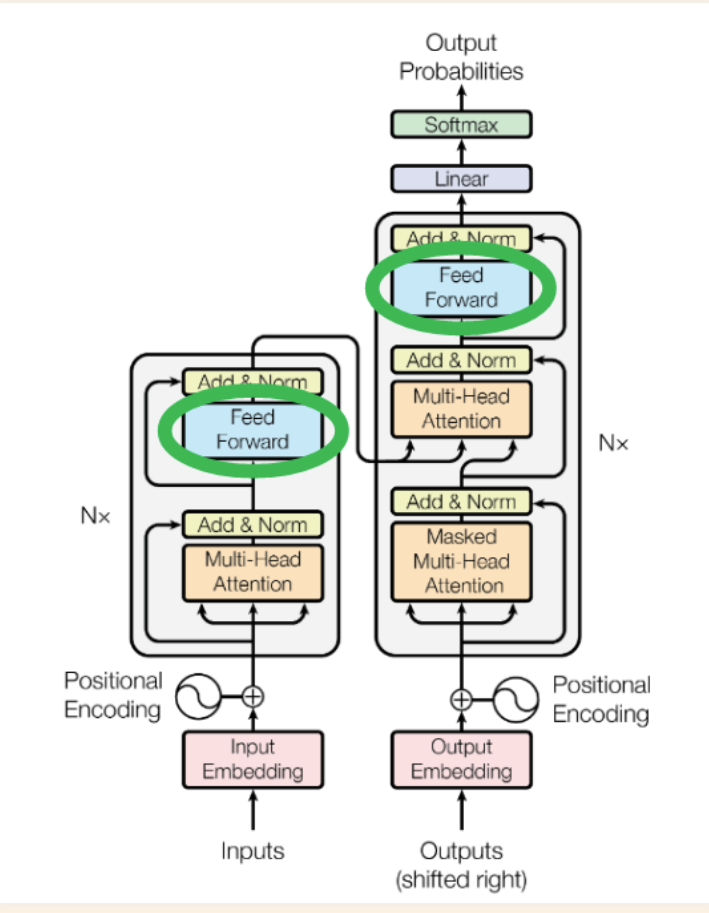 Output
Probabilities
Softmax
Linear
Add & Norm
Feed
Forward
Add & Norm
Multi-Head
Attention
Nx
Add & Norm
Masked
Multi-Head
Attention
Add & Norm
Feed
Forward
Nx
Add & Norm
Multi-Head
Attention
Positional
Encoding
Positional
Encoding
Input
Embedding
Output
Embedding
Inputs
Outputs
(shifted right)